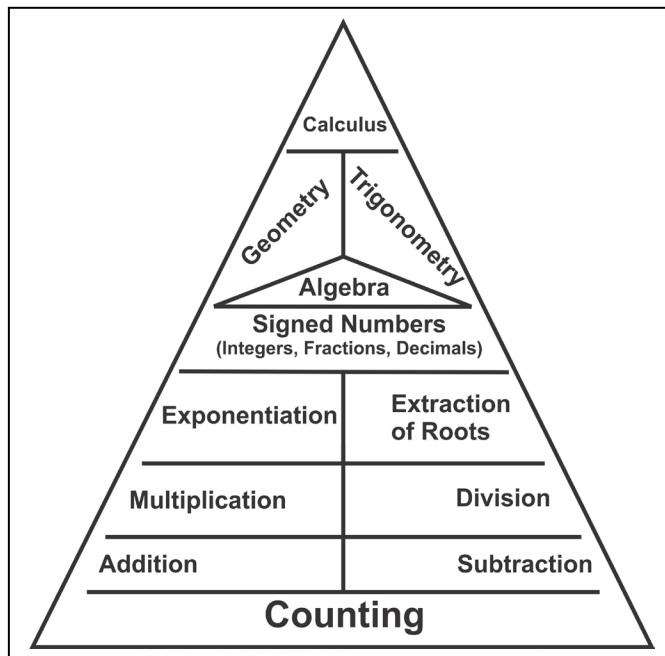 Calculus
Geometry
Trigonometry
Algebra
Signed Numbers
(Integers, Fractions, Decimals)
Exponentiation
Extraction
of Roots
Multiplication
Division
Addition
Subtraction
Counting